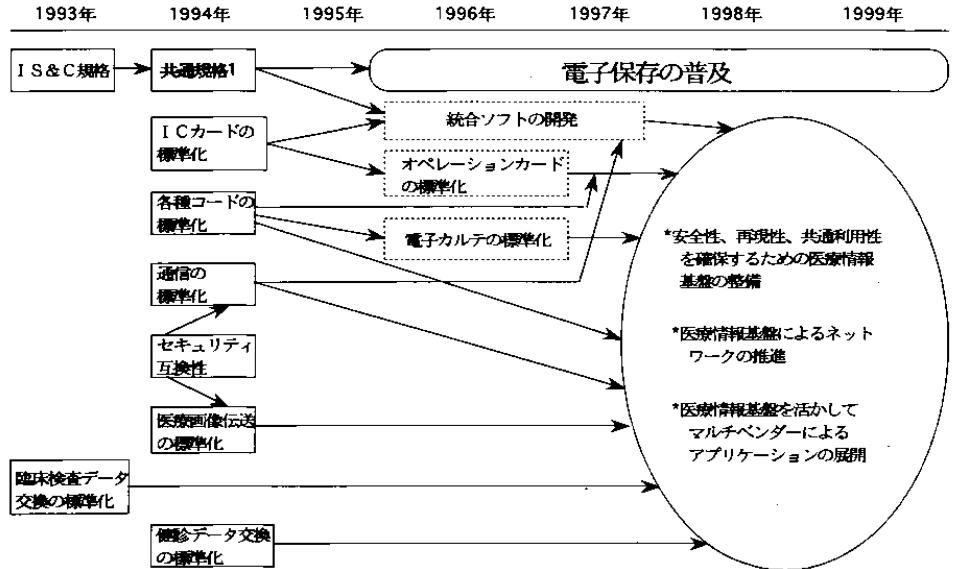 1993年 1994年 1995年 1996年 1997年 1998年 1999年
ＩＳ＆Ｃ規格
共通規格1
電子保存の普及
ＩＣカードの
標準化
統合ソフトの開発
オペレーションカード
の標準化
各種コードの
標準化
電子カルテの標準化
通信の
標準化
セキュリティ
互換性
医療画像伝送
の標準化
臨床検査データ
交換の標準化
健診データ交換
の標準化
*安全性、再現性、共通利用性
を確保するための医療情報
基盤の整備
*医療情報基盤によるネット
ワークの推進
*医療情報基盤を活かして
マルチベンダーによる
アプリケーションの展開